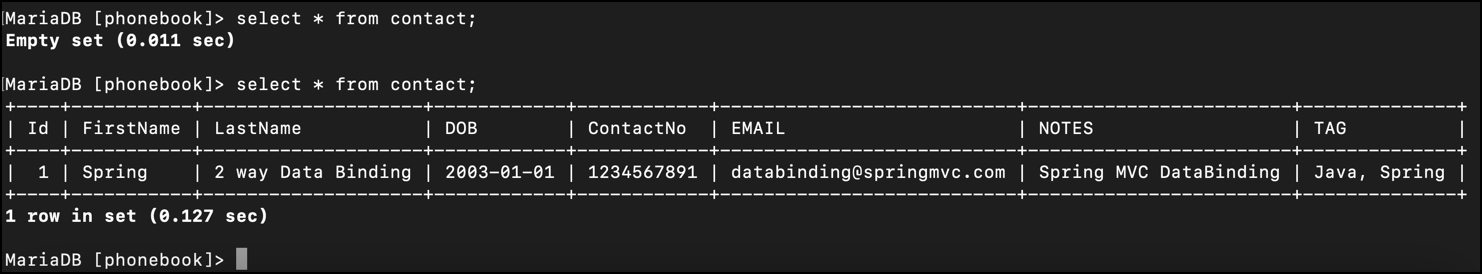 MariaDB [phonebook]> select * from contact;
Empty set (0.011 sec)
MariaDB [phonebook]> select * from contact;
+----+-----------+--------------------+------------+------------+---------------------------+------------------------+--------------+
| Id | FirstName | LastName           | DOB        | ContactNo  | EMAIL                     | NOTES                  | TAG          |
+----+-----------+--------------------+------------+------------+---------------------------+------------------------+--------------+
|  1 | Spring    | 2 way Data Binding | 2003-01-01 | 1234567891 | databinding@springmvc.com | Spring MVC DataBinding | Java, Spring |
+----+-----------+--------------------+------------+------------+---------------------------+------------------------+--------------+
1 row in set (0.127 sec)
MariaDB [phonebook]>